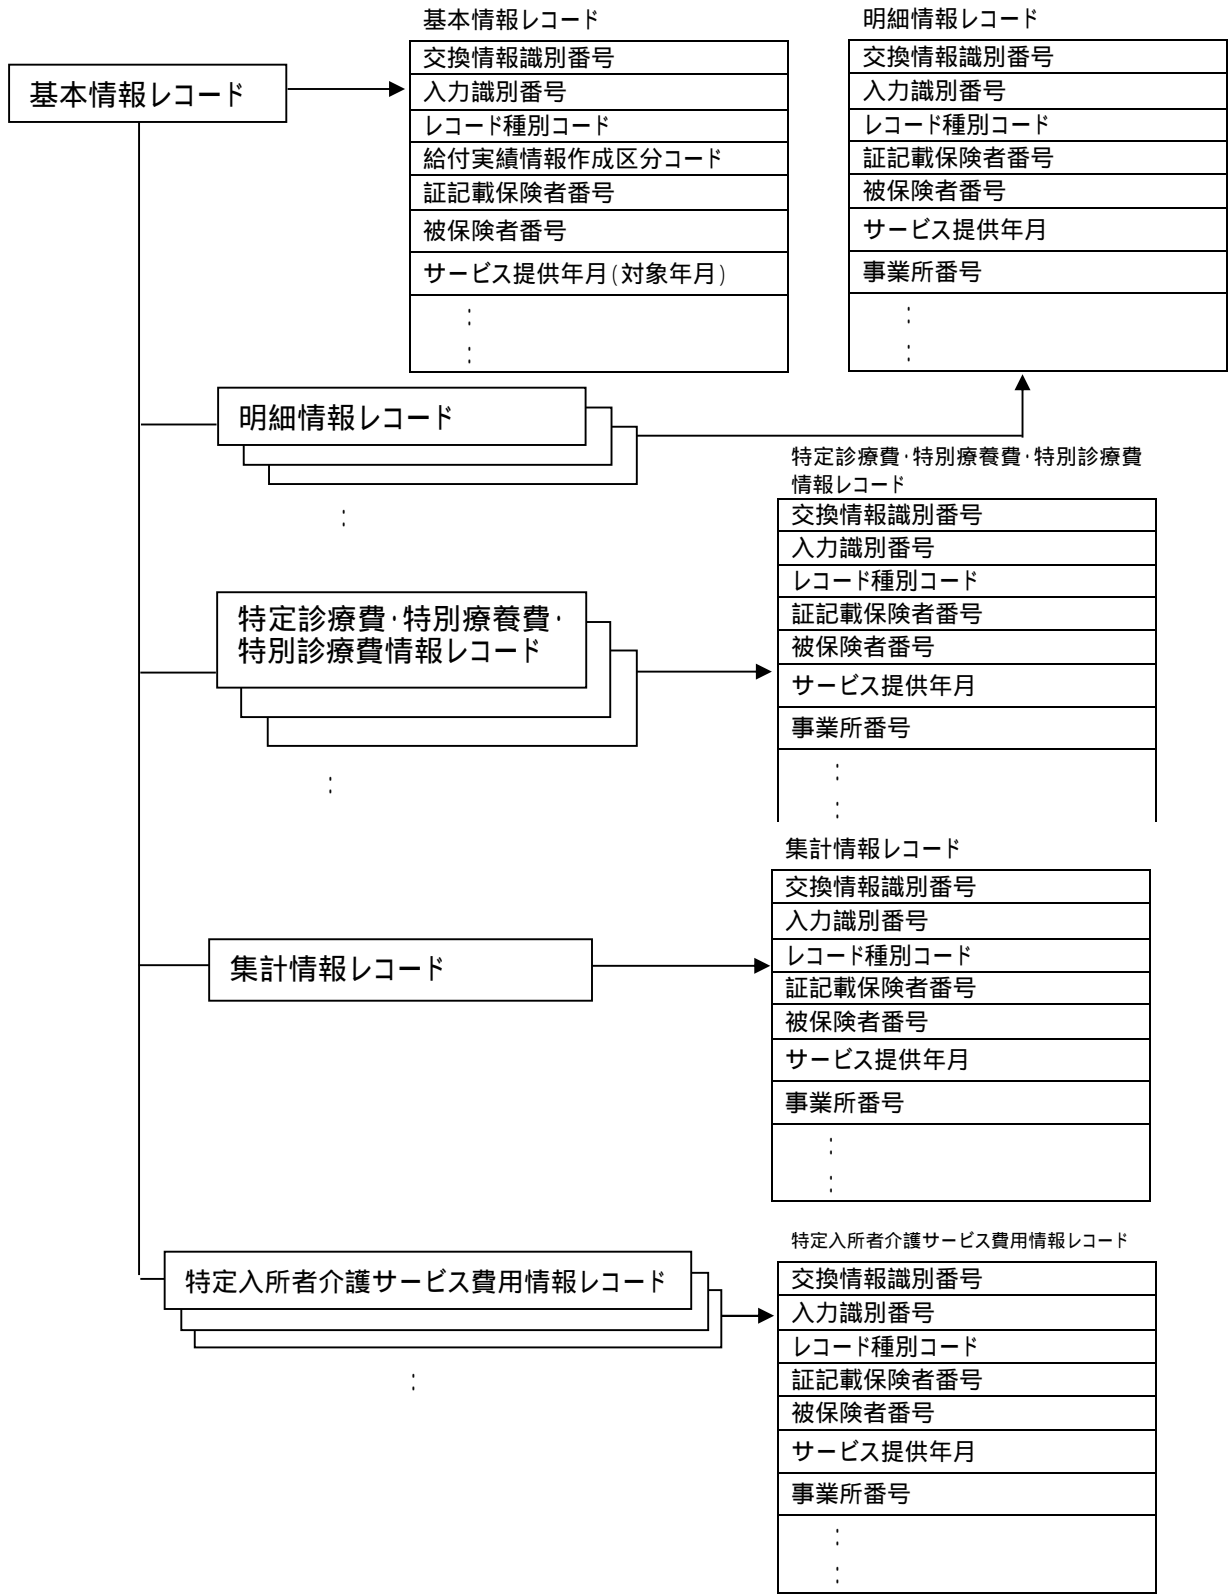 基本情報レコード
基本情報レコード
交換情報識別番号
入力識別番号
レコード種別コード
給付実績情報作成区分コード
証記載保険者番号
被保険者番号
サービス提供年月(対象年月)
:
:
明細情報レコード
交換情報識別番号
入力識別番号
レコード種別コード
証記載保険者番号
被保険者番号
サービス提供年月
事業所番号
:
:
明細情報レコード
:
特定診療費・特別療養費・特別診療費
情報レコード
交換情報識別番号
入力識別番号
レコード種別コード
証記載保険者番号
被保険者番号
サービス提供年月
事業所番号
:
:
特定診療費・特別療養費・
特別診療費情報レコード
:
集計情報レコード
集計情報レコード
交換情報識別番号
入力識別番号
レコード種別コード
証記載保険者番号
被保険者番号
サービス提供年月
事業所番号
:
:
特定入所者介護サービス費用情報レコード
:
特定入所者介護サービス費用情報レコード
交換情報識別番号
入力識別番号
レコード種別コード
証記載保険者番号
被保険者番号
サービス提供年月
事業所番号
:
: